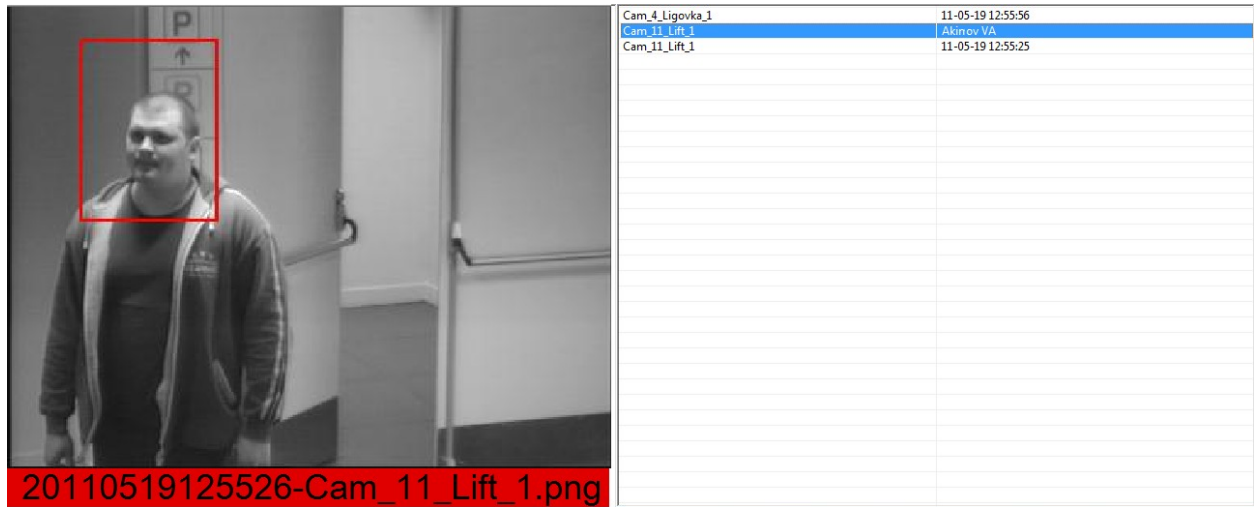 P
R
20110519125526-Cam_11_Lift_1.png
Cam_4_Ligovka_1 11-05-19 12:55:56
Cam_11_Lift_1 Akinov VA
Cam_11_Lift_1 11-05-19 12:55:25